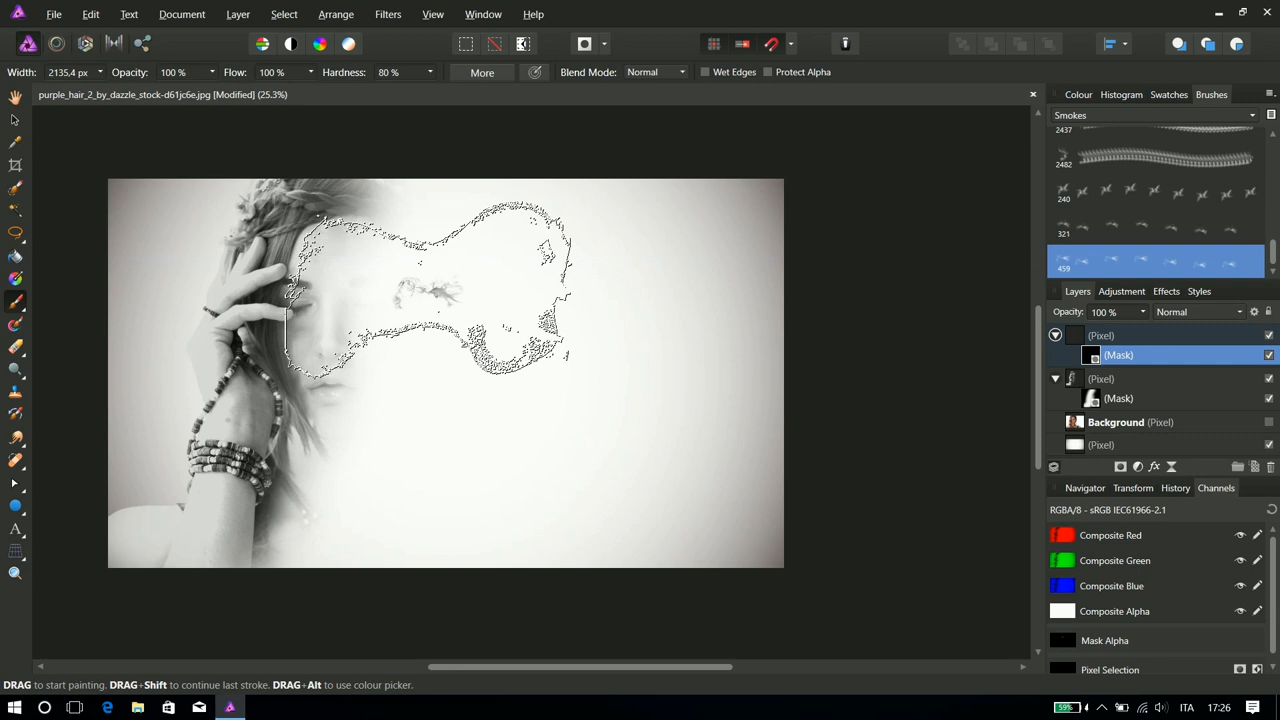 File Edit Text Document Layer Select Arrange Filters View Window Help
Width: 2135,4 px Opacity: 100 % Flow: 100 % Hardness: 80 % More Blend Mode: Normal Wet Edges Protect Alpha
purple_hair_2_by_dazzle_stock-d61jc6e.jpg [Modified] (25.3%)
Colour Histogram Swatches Brushes
Smokes
2437
2482
240
321
459
Layers Adjustment Effects Styles
Opacity: 100 % Normal
(Pixel)
(Mask)
(Pixel)
(Mask)
Background (Pixel)
(Pixel)
Navigator Transform History Channels
RGBA/8 - sRGB IEC61966-2.1
Composite Red
Composite Green
Composite Blue
Composite Alpha
Mask Alpha
Pixel Selection
DRAG to start painting. DRAG+Shift to continue last stroke. DRAG+Alt to use colour picker.
59% ITA 17:26